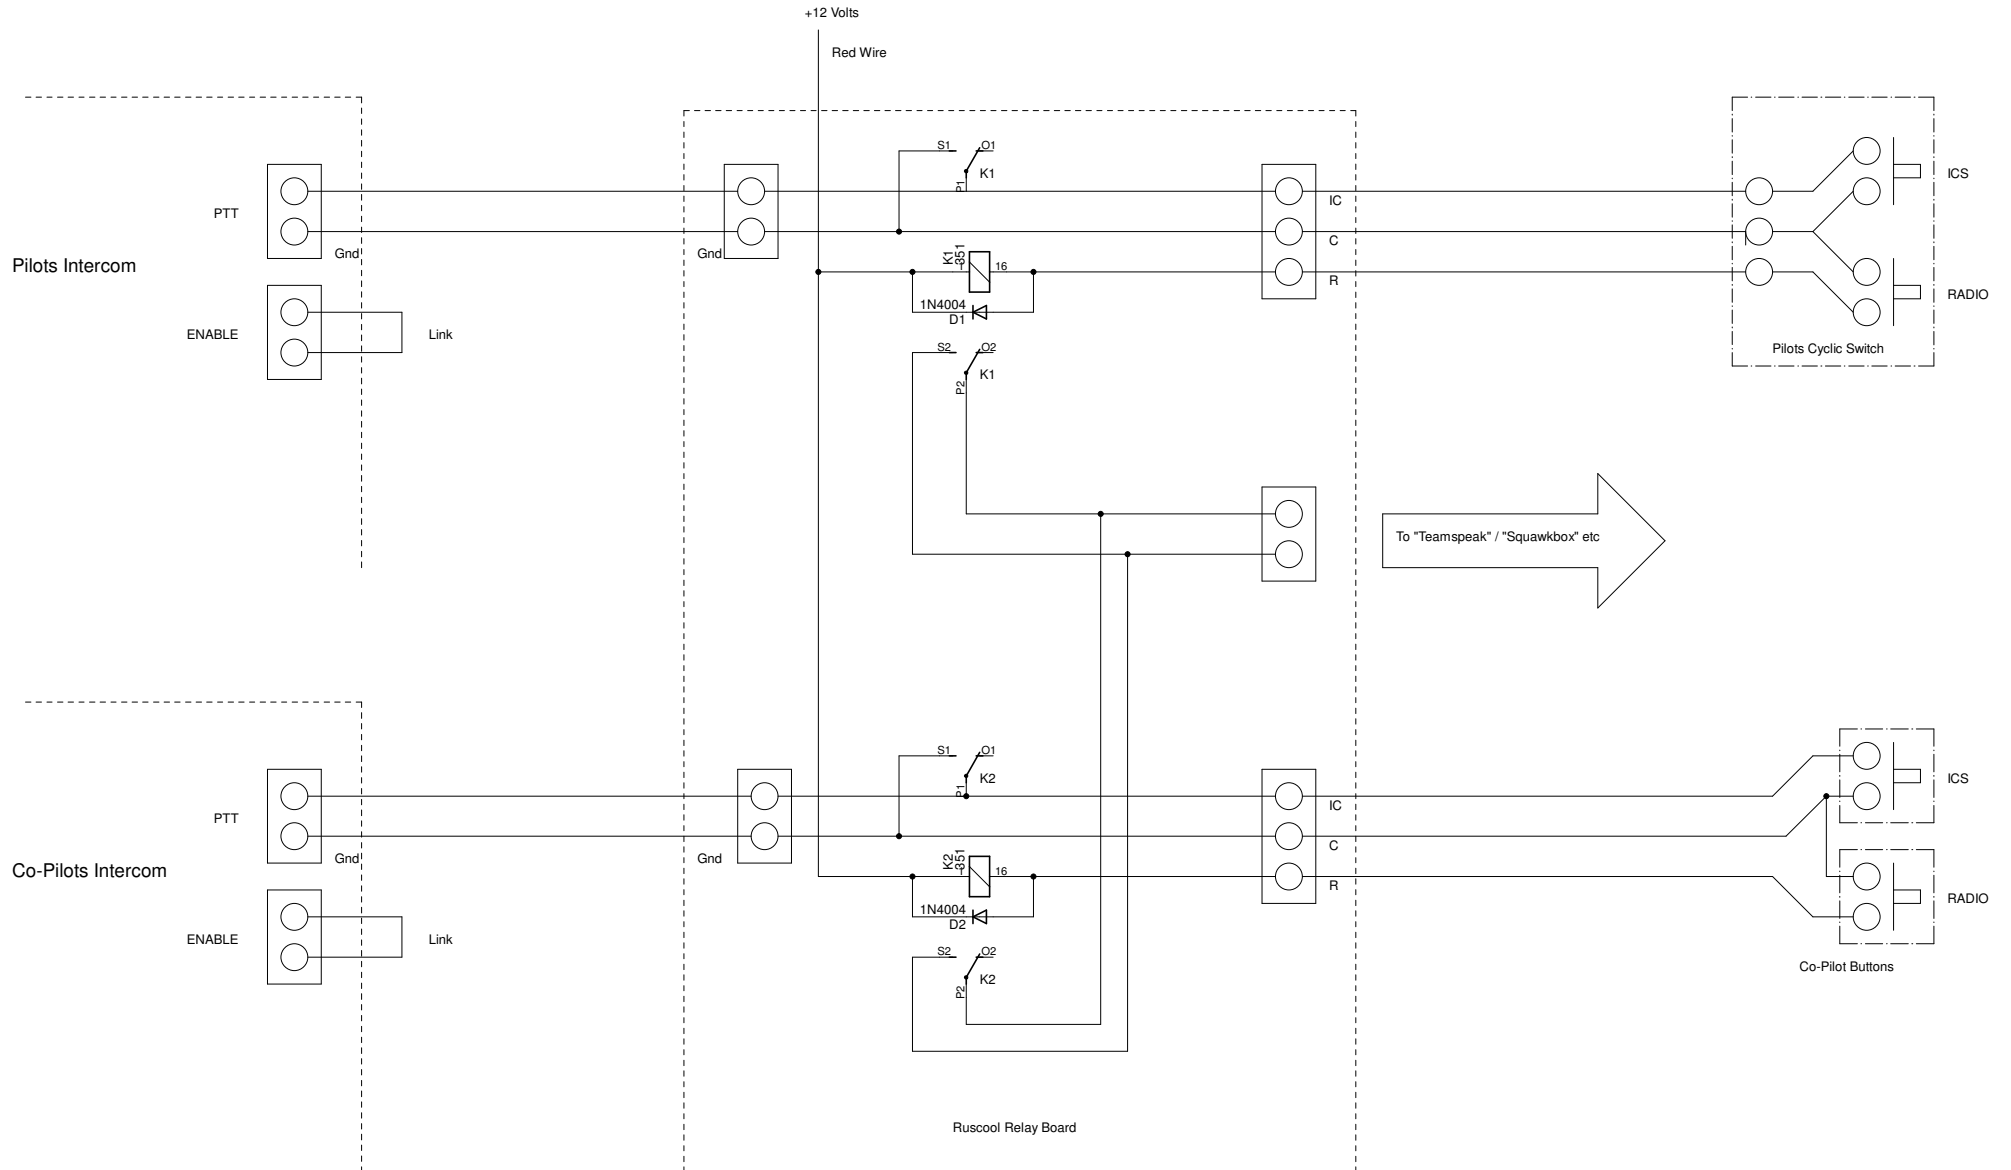 +12 Volts
Red Wire
S1 O1
K1
P1
IC
ICS
PTT
C
Gnd
Gnd
Pilots Intercom
K1
351
16
R
RADIO
1N4004
D1
ENABLE
Link
S2 O2
K1
P2
Pilots Cyclic Switch
To "Teamspeak" / "Squawkbox" etc
S1 O1
K2
P1
IC
ICS
PTT
C
Gnd
Gnd
Co-Pilots Intercom
K2
351
16
R
RADIO
1N4004
D2
ENABLE
Link
S2 O2
K2
P2
Co-Pilot Buttons
Ruscool Relay Board